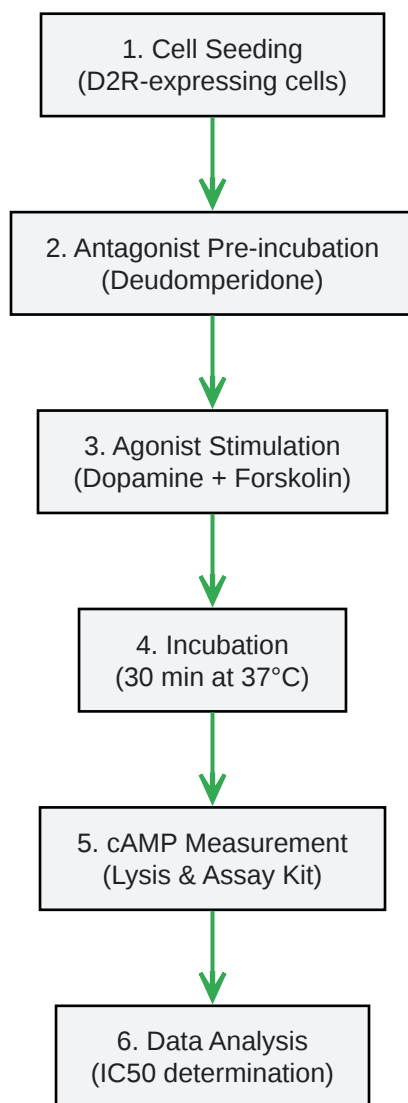 1. Cell Seeding
(D2R-expressing cells)
2. Antagonist Pre-incubation
(Deudomperidone)
3. Agonist Stimulation
(Dopamine + Forskolin)
4. Incubation
(30 min at 37°C)
5. cAMP Measurement
(Lysis & Assay Kit)
6. Data Analysis
(IC50 determination)